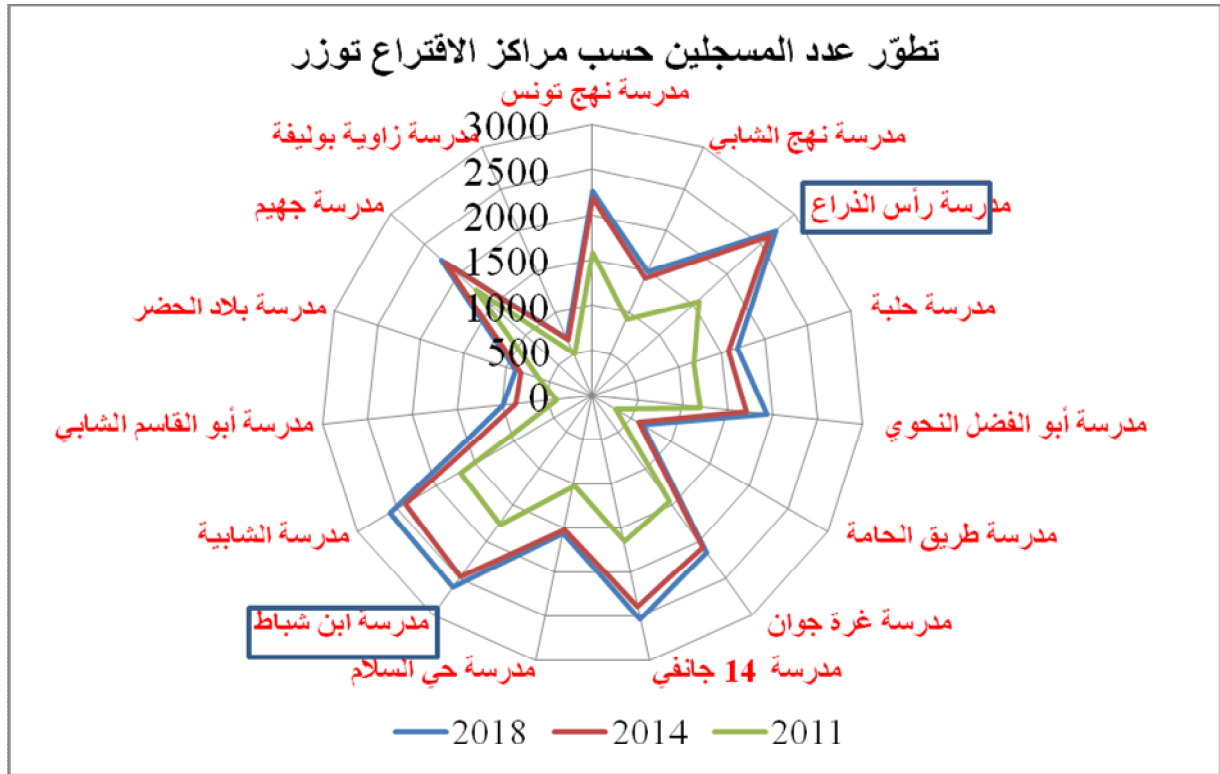 تطوّر عدد المسجلين حسب مراكز الاقتراع توزر
مدرسة نهج تونس
مدرسة نهج الشابي
مدرسة رأس الذراع
مدرسة حلبة
مدرسة أبو الفضل النحوي
مدرسة طريق الحامة
مدرسة غرة جوان
مدرسة 14 جانفي
مدرسة حي السلام
مدرسة ابن شباط
مدرسة الشابية
مدرسة أبو القاسم الشابي
مدرسة بلاد الحضر
مدرسة جهيم
مدرسة زاوية بوليفة
3000
2500
2000
1500
1000
500
0
2018 2014 2011